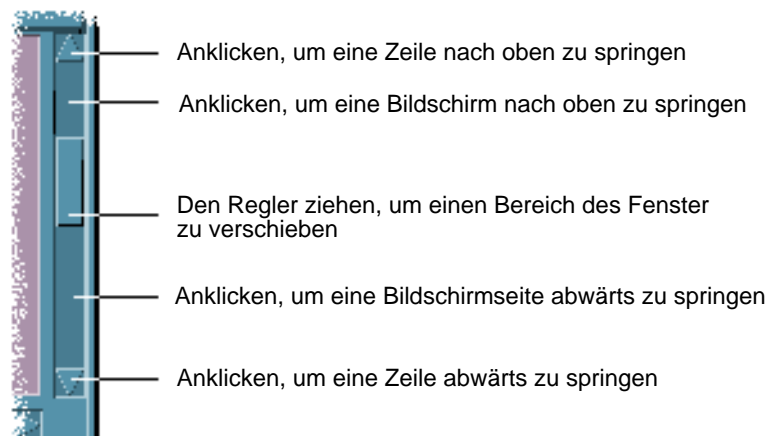 Anklicken, um eine Zeile nach oben zu springen
Anklicken, um eine Bildschirm nach oben zu springen
Den Regler ziehen, um einen Bereich des Fenster
zu verschieben
Anklicken, um eine Bildschirmseite abwärts zu springen
Anklicken, um eine Zeile abwärts zu springen